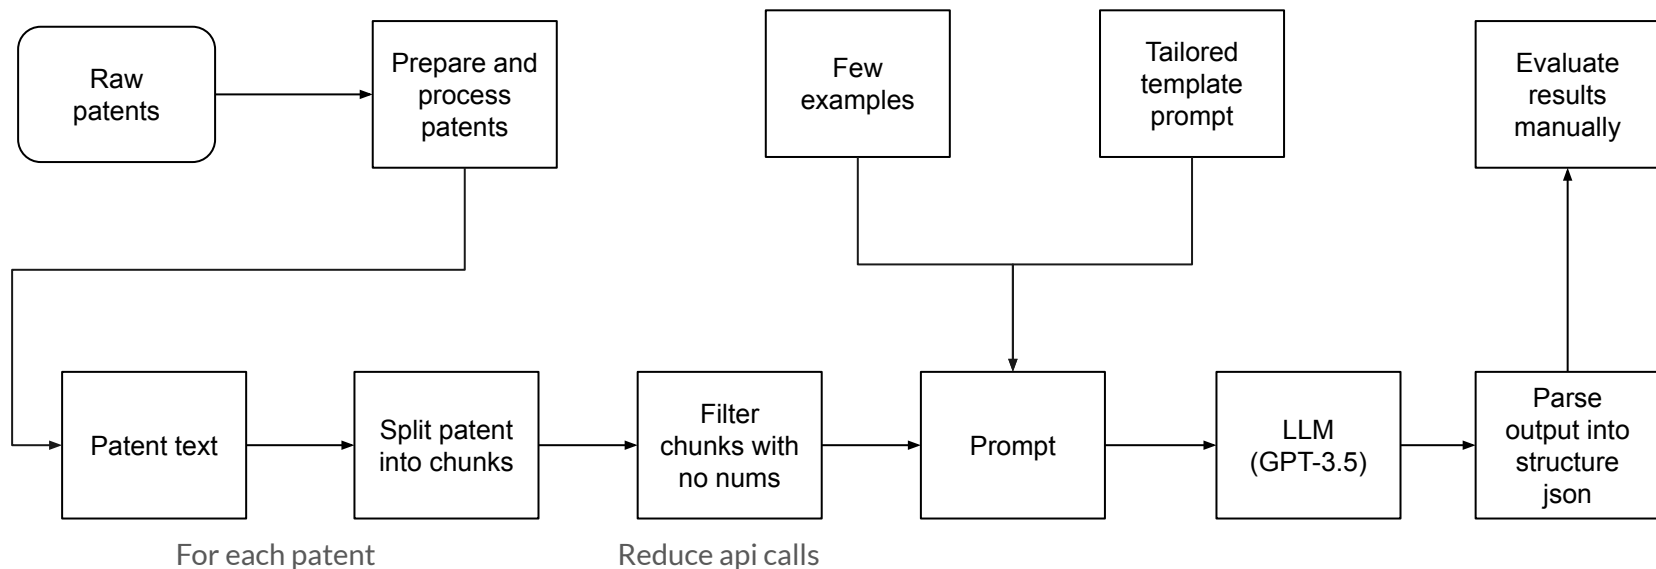 Raw
patents
Prepare and
process
patents
Few
examples
Tailored
template
prompt
Evaluate
results
manually
Patent text
Split patent
into chunks
Filter
chunks with
no nums
Prompt
LLM
(GPT-3.5)
Parse
output into
structure
json
For each patent
Reduce api calls